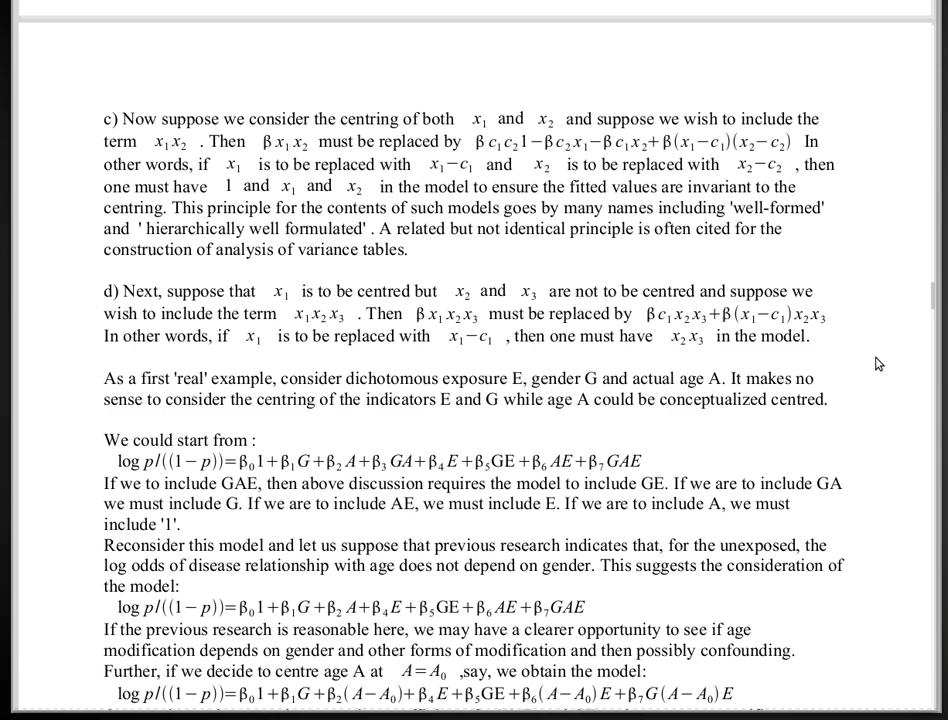 c) Now suppose we consider the centring of both x₁ and x₂ and suppose we wish to include the
term x₁x₂ . Then βx₁x₂ must be replaced by βc₁c₂1−βc₂x₁−βc₁x₂+β(x₁−c₁)(x₂−c₂) In
other words, if x₁ is to be replaced with x₁−c₁ and x₂ is to be replaced with x₂−c₂ , then
one must have 1 and x₁ and x₂ in the model to ensure the fitted values are invariant to the
centring. This principle for the contents of such models goes by many names including 'well-formed'
and ' hierarchically well formulated' . A related but not identical principle is often cited for the
construction of analysis of variance tables.
d) Next, suppose that x₁ is to be centred but x₂ and x₃ are not to be centred and suppose we
wish to include the term x₁x₂x₃ . Then βx₁x₂x₃ must be replaced by βc₁x₂x₃+β(x₁−c₁)x₂x₃
In other words, if x₁ is to be replaced with x₁−c₁ , then one must have x₂x₃ in the model.
As a first 'real' example, consider dichotomous exposure E, gender G and actual age A. It makes no
sense to consider the centring of the indicators E and G while age A could be conceptualized centred.
We could start from :
log p/((1−p))=β₀1+β₁G+β₂A+β₃GA+β₄E+β₅GE+β₆AE+β₇GAE
If we to include GAE, then above discussion requires the model to include GE. If we are to include GA
we must include G. If we are to include AE, we must include E. If we are to include A, we must
include '1'.
Reconsider this model and let us suppose that previous research indicates that, for the unexposed, the
log odds of disease relationship with age does not depend on gender. This suggests the consideration of
the model:
log p/((1−p))=β₀1+β₁G+β₂A+β₄E+β₅GE+β₆AE+β₇GAE
If the previous research is reasonable here, we may have a clearer opportunity to see if age
modification depends on gender and other forms of modification and then possibly confounding.
Further, if we decide to centre age A at A=A₀ ,say, we obtain the model:
log p/((1−p))=β₀1+β₁G+β₂(A−A₀)+β₄E+β₅GE+β₆(A−A₀)E+β₇G(A−A₀)E